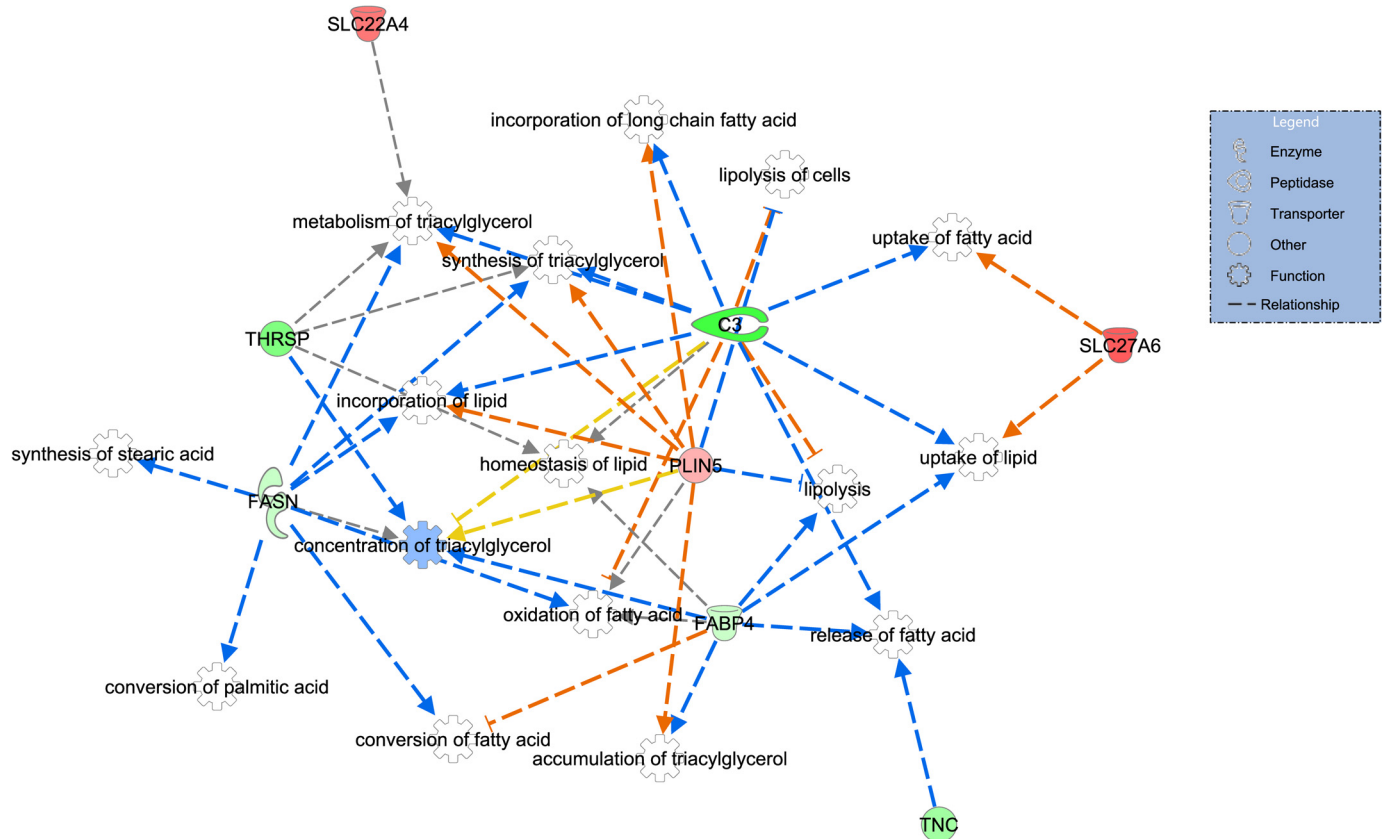 SLC22A4
incorporation of long chain fatty acid
lipolysis of cells
metabolism of triacylglycerol
uptake of fatty acid
synthesis of triacylglycerol
C3
THRSP
SLC27A6
incorporation of lipid
synthesis of stearic acid
homeostasis of lipid
PLIN5
uptake of lipid
lipolysis
FASN
concentration of triacylglycerol
oxidation of fatty acid
FABP4
release of fatty acid
conversion of palmitic acid
conversion of fatty acid
accumulation of triacylglycerol
TNC
Legend
Enzyme
Peptidase
Transporter
Other
Function
Relationship